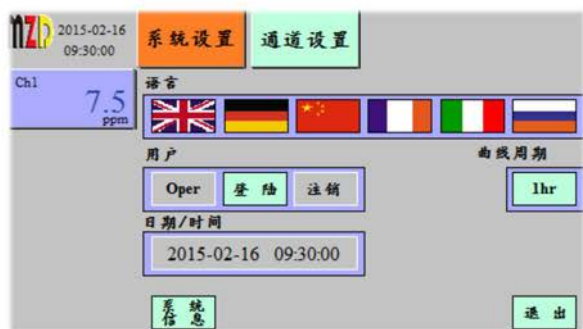 nzp 2015-02-16
09:30:00
系统设置 通道设置
Ch1
7.5
ppm
语言
用户 曲线周期
Oper 登陆 注销 1hr
日期/时间
2015-02-16 09:30:00
系统
信息
退出